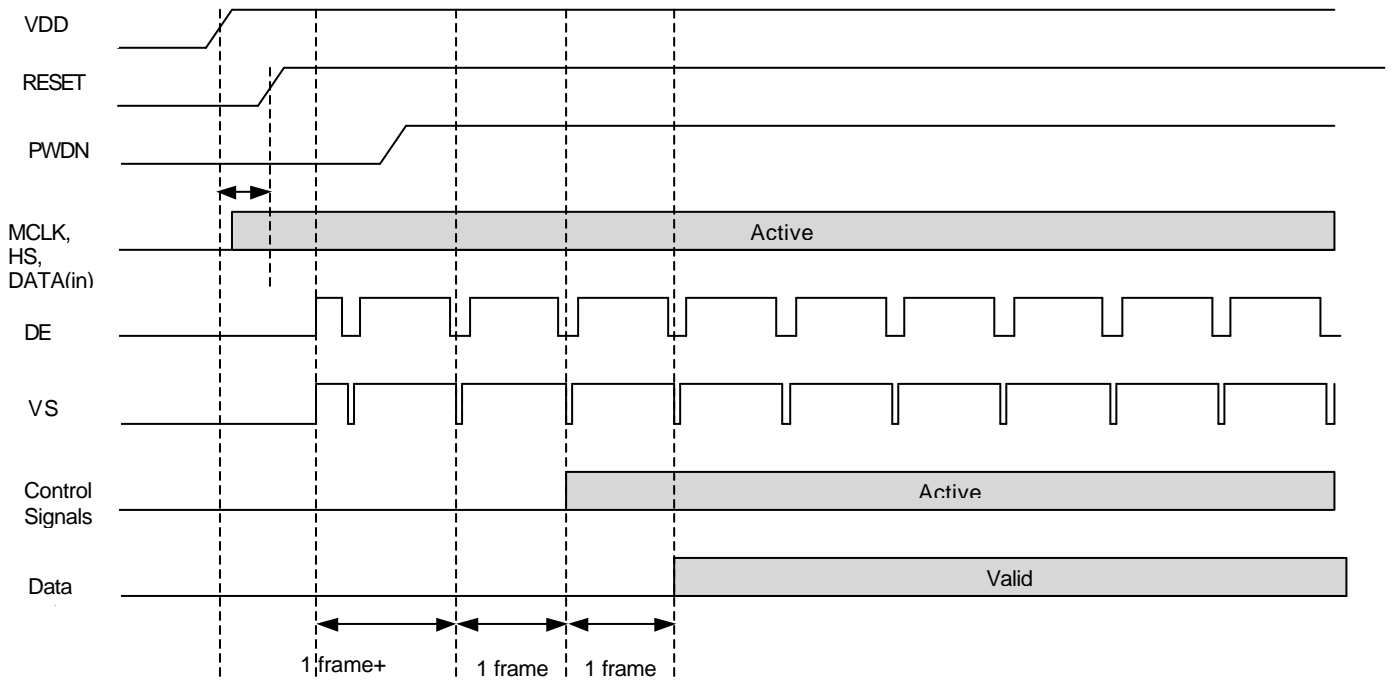 VDD
RESET
PWDN
MCLK,
HS,
DATA(in)
Active
DE
VS
Control
Signals
Active
Data
Valid
1 frame+
1 frame
1 frame